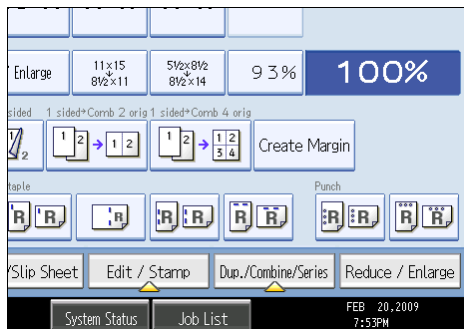 Enlarge 11×15 5½×8½ 93% 100%
8½×11 8½×14
sided 1 sided→Comb 2 orig 1 sided→Comb 4 orig
2 1 2 → 1 2 1 2 → 1 2 Create Margin
3 4
taple Punch
R R R R R R R R R R R
/Slip Sheet Edit / Stamp Dup./Combine/Series Reduce / Enlarge
System Status Job List FEB 20,2009
7:53PM